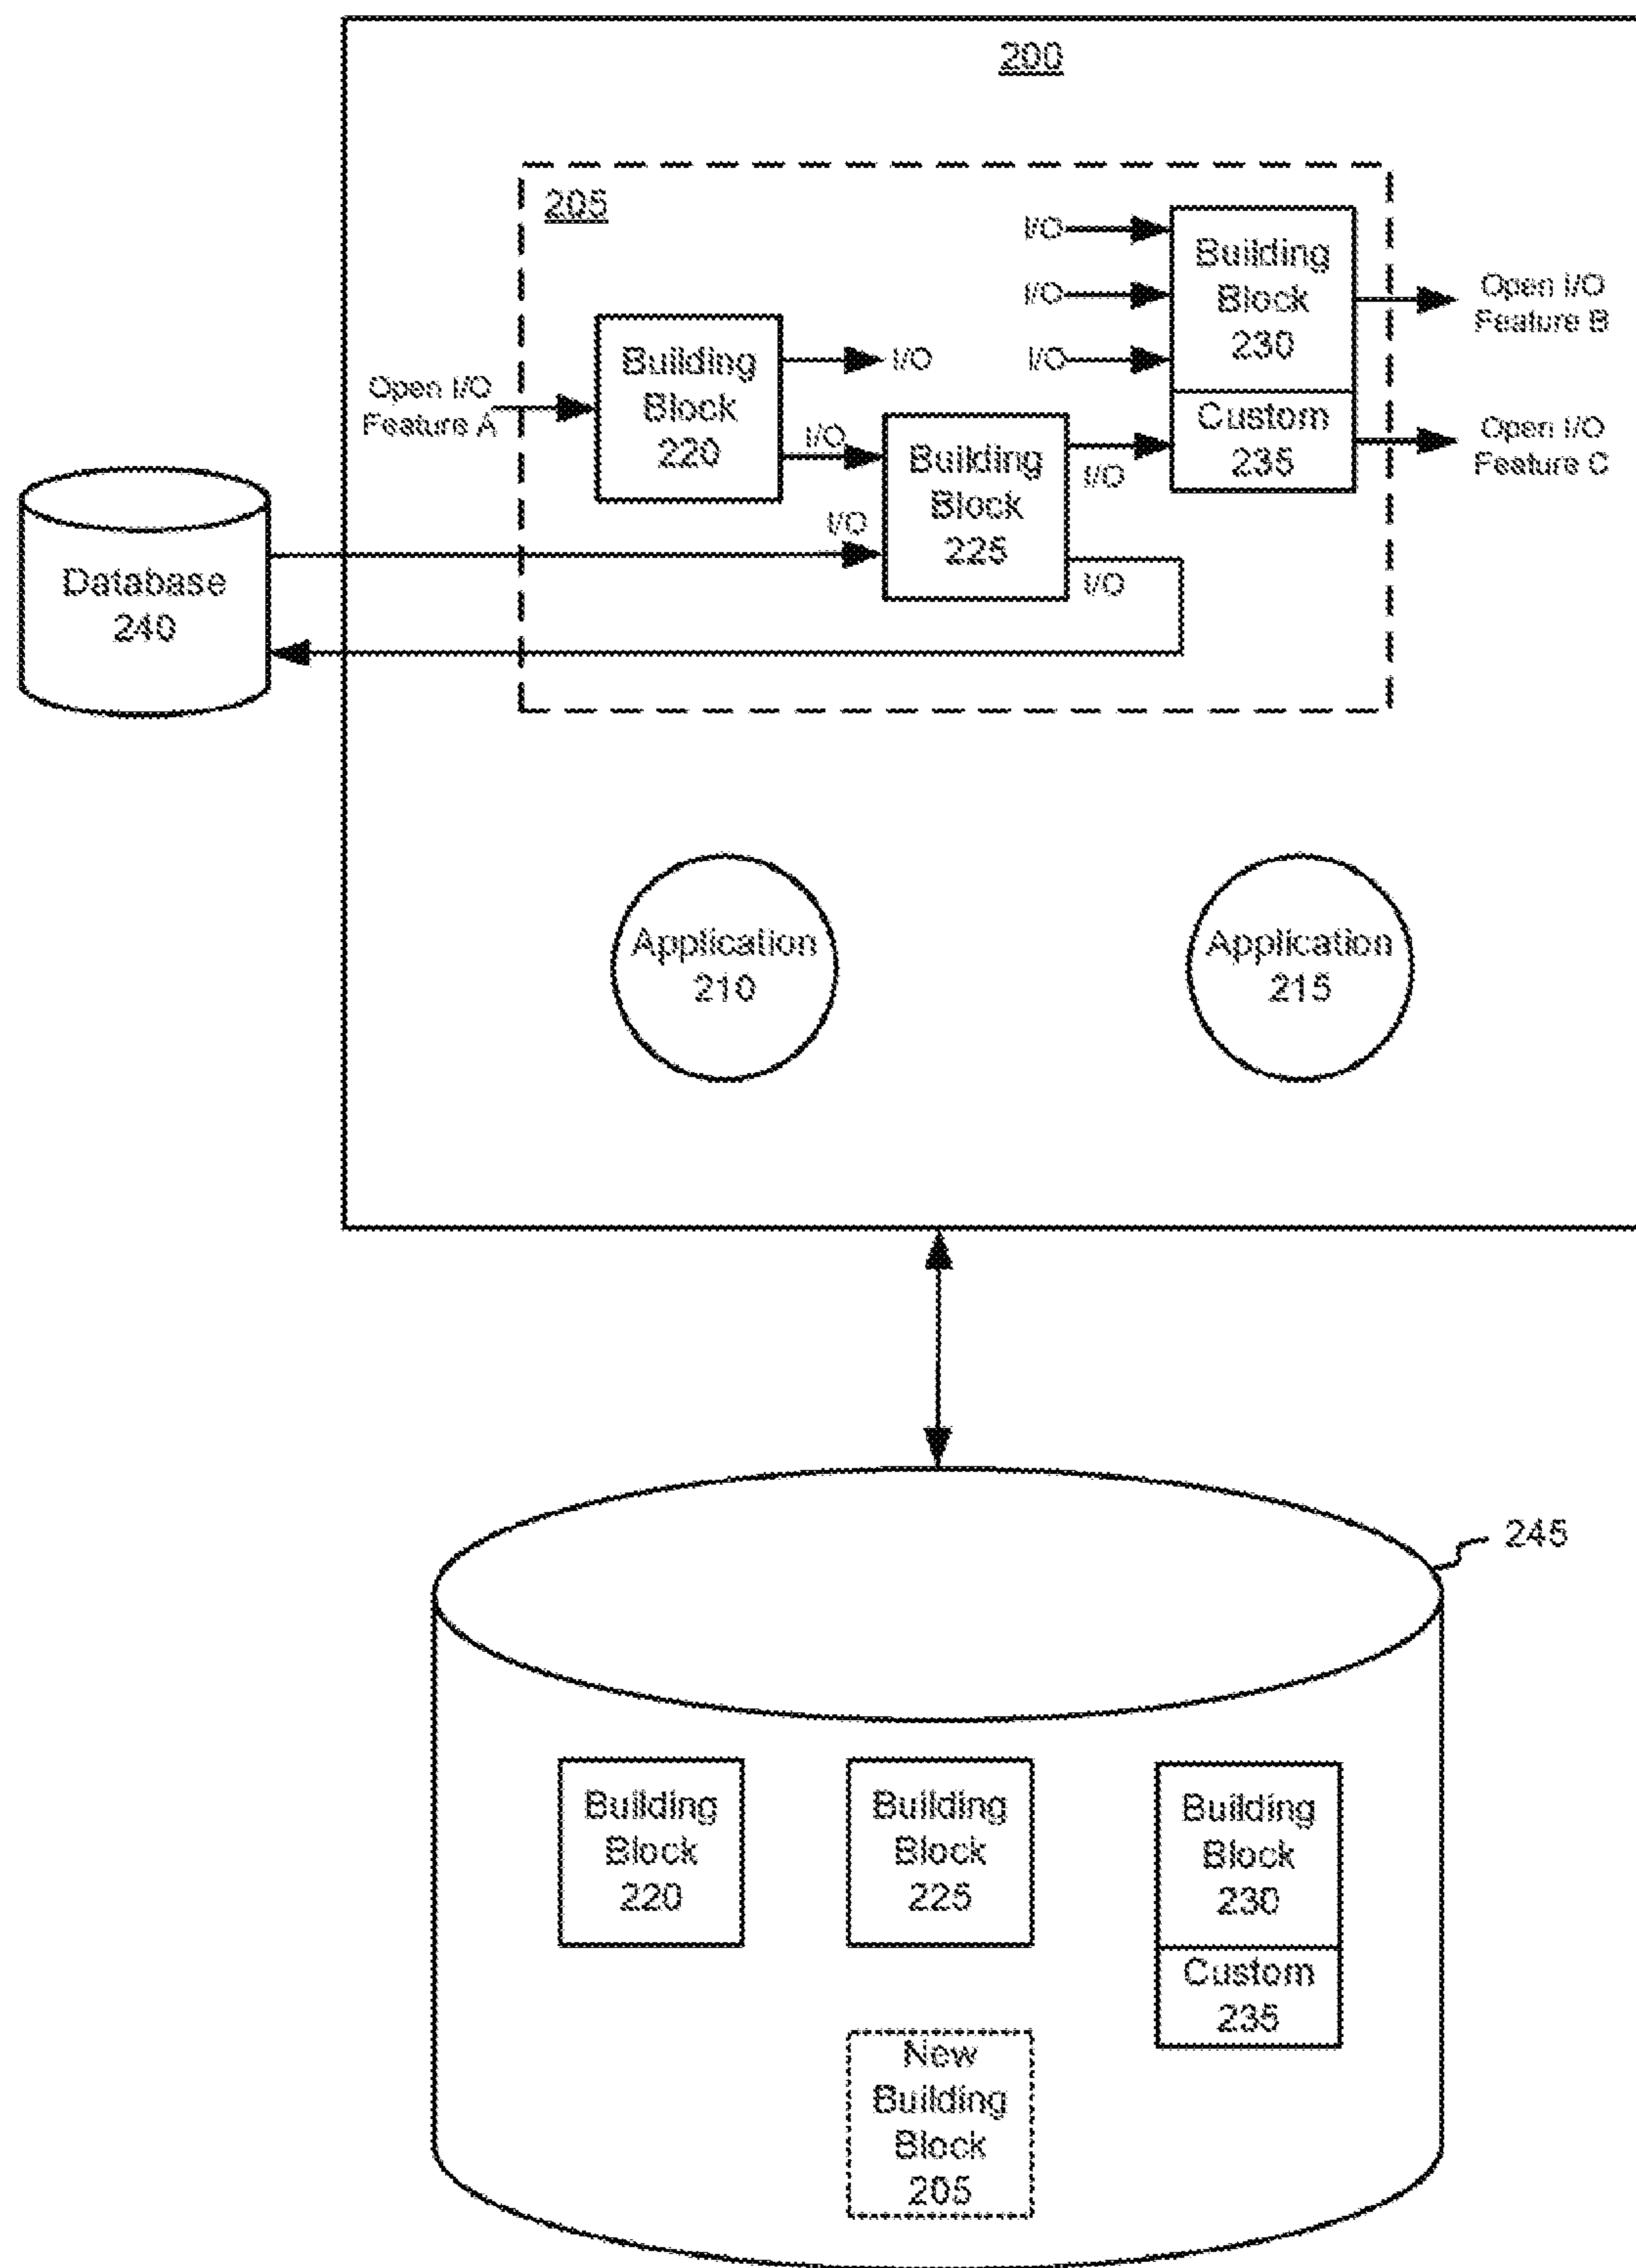 200
205
I/O
I/O
I/O
Building
Block
230
Custom
235
Open I/O
Feature B
Open I/O
Feature C
Open I/O
Feature A
Building
Block
220
I/O
I/O
I/O
Building
Block
225
I/O
I/O
Database
240
Application
210
Application
215
245
Building
Block
220
Building
Block
225
Building
Block
230
Custom
235
New
Building
Block
205